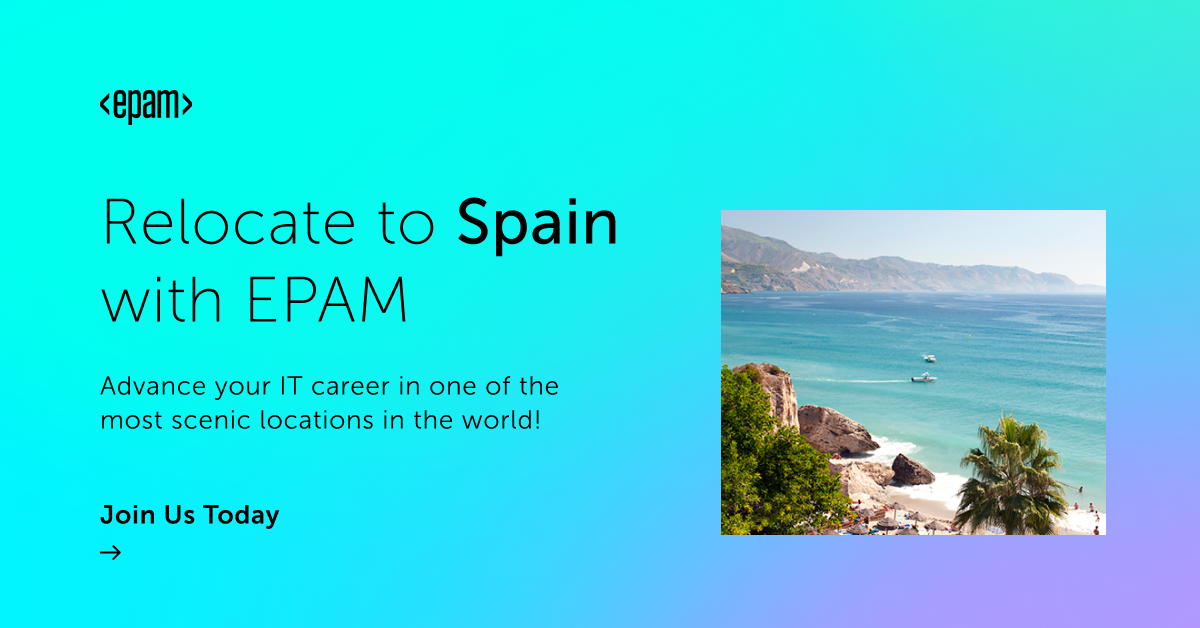 <epam>
Relocate to Spain
with EPAM
Advance your IT career in one of the
most scenic locations in the world!
Join Us Today
→